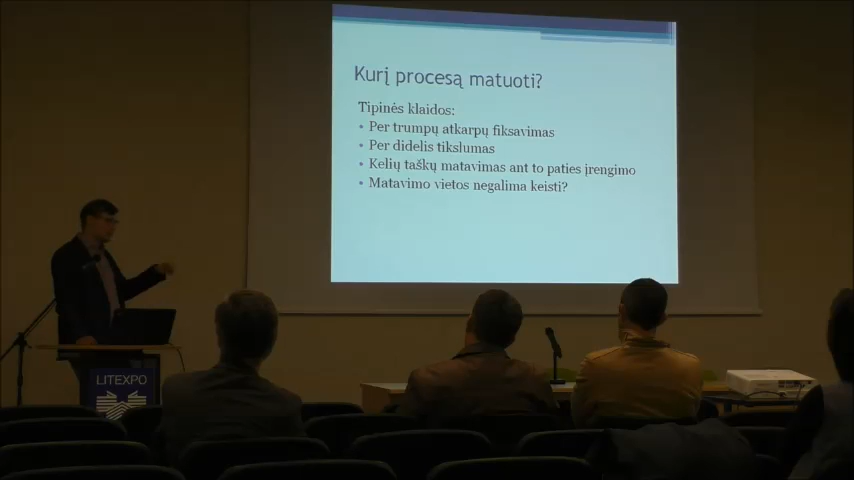 Kurį procesą matuoti?
Tipinės klaidos:
• Per trumpų atkarpų fiksavimas
• Per didelis tikslumas
• Kelių taškų matavimas ant to paties įrengimo
• Matavimo vietos negalima keisti?
LITEXPO